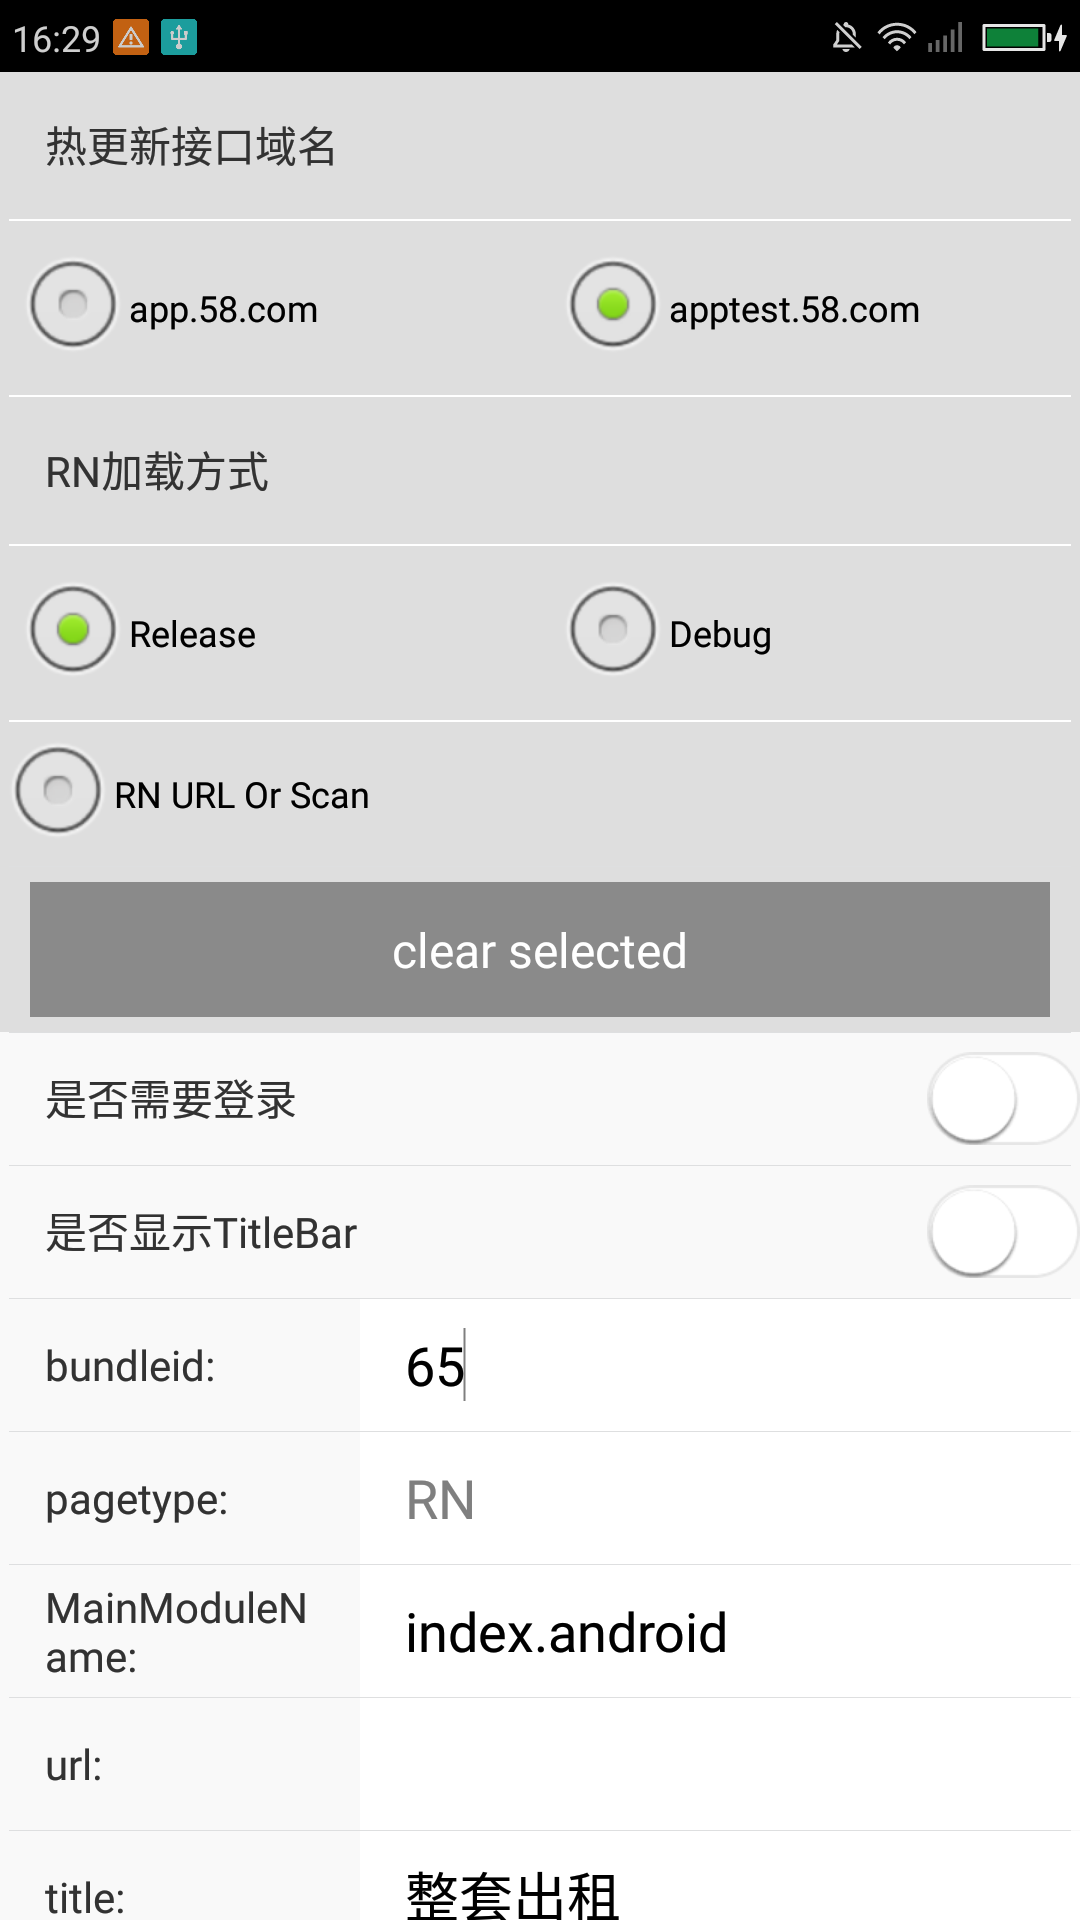 16:29
热更新接口域名
app.58.com apptest.58.com
RN加载方式
Release Debug
RN URL Or Scan
clear selected
是否需要登录
是否显示TitleBar
bundleid: 65
pagetype: RN
MainModuleN
ame: index.android
url:
title: 整套出租